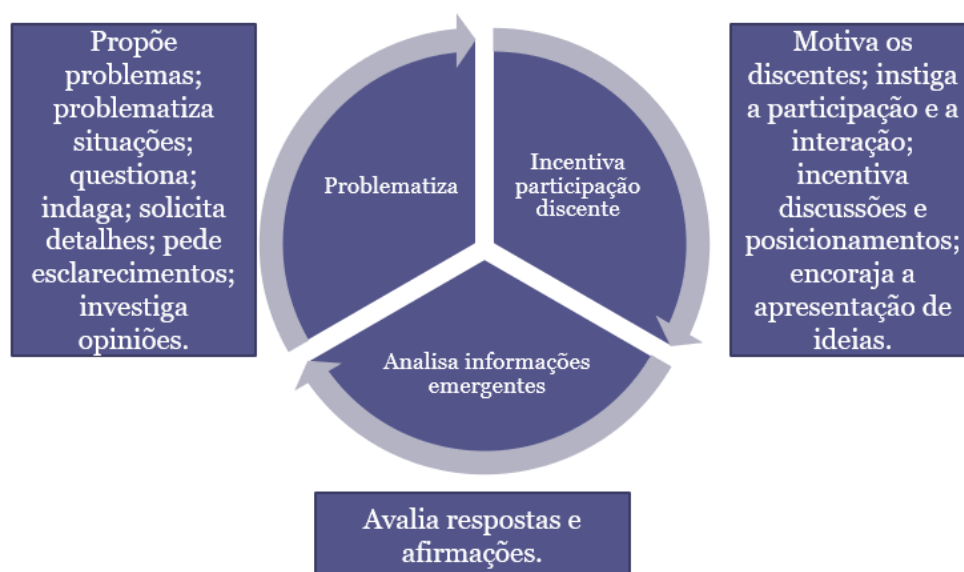 Propõe
problemas;
problematiza
situações;
questiona;
indaga; solicita
detalhes; pede
esclarecimentos;
investiga
opiniões.
Problematiza
Incentiva
participação
discente
Motiva os
discentes; instiga
a participação e a
interação;
incentiva
discussões e
posicionamentos;
encoraja a
apresentação de
ideias.
Analisa informações
emergentes
Avalia respostas e
afirmações.